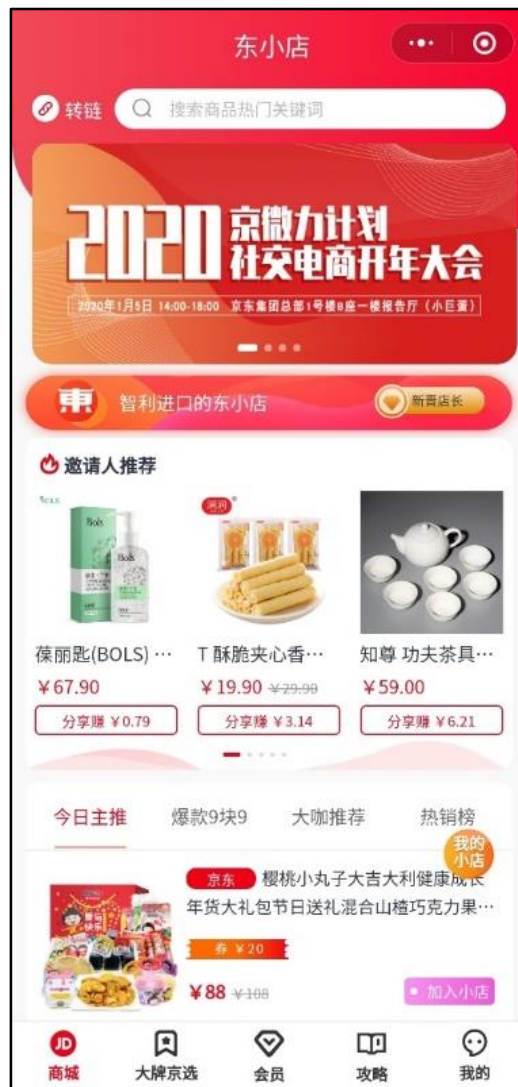 东小店
转链
搜索商品热门关键词
2020
京微力计划
社交电商开年大会
2020年1月5日 14:00-18:00 京东集团总部1号楼B座一楼报告厅（小巨蛋）
東
智利进口的东小店
新晋店长
邀请人推荐
BOLS
Bols
葆丽匙(BOLS) ···
T 酥脆夹心香···
知尊 功夫茶具···
￥67.90
￥19.90 ￥29.90
￥59.00
分享赚 ￥0.79
分享赚 ￥3.14
分享赚 ￥6.21
今日主推
爆款9块9
大咖推荐
热销榜
我的
小店
京东 樱桃小丸子大吉大利健康成长
年货大礼包节日送礼混合山楂巧克力果···
券 ￥20
￥88 ￥108
加入小店
JD
商城
大牌京选
会员
攻略
我的